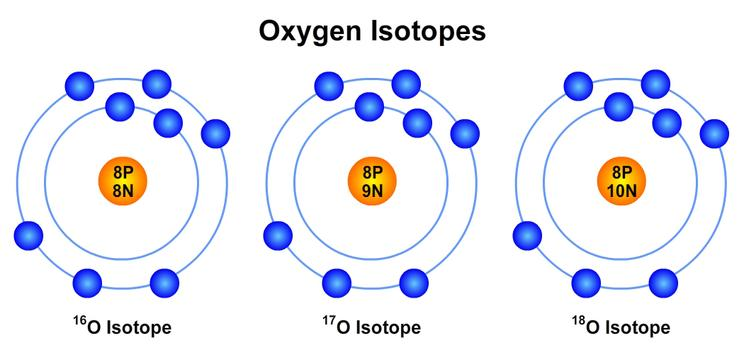 Oxygen Isotopes
8P
8N
8P
9N
8P
10N
¹⁶O Isotope
¹⁷O Isotope
¹⁸O Isotope